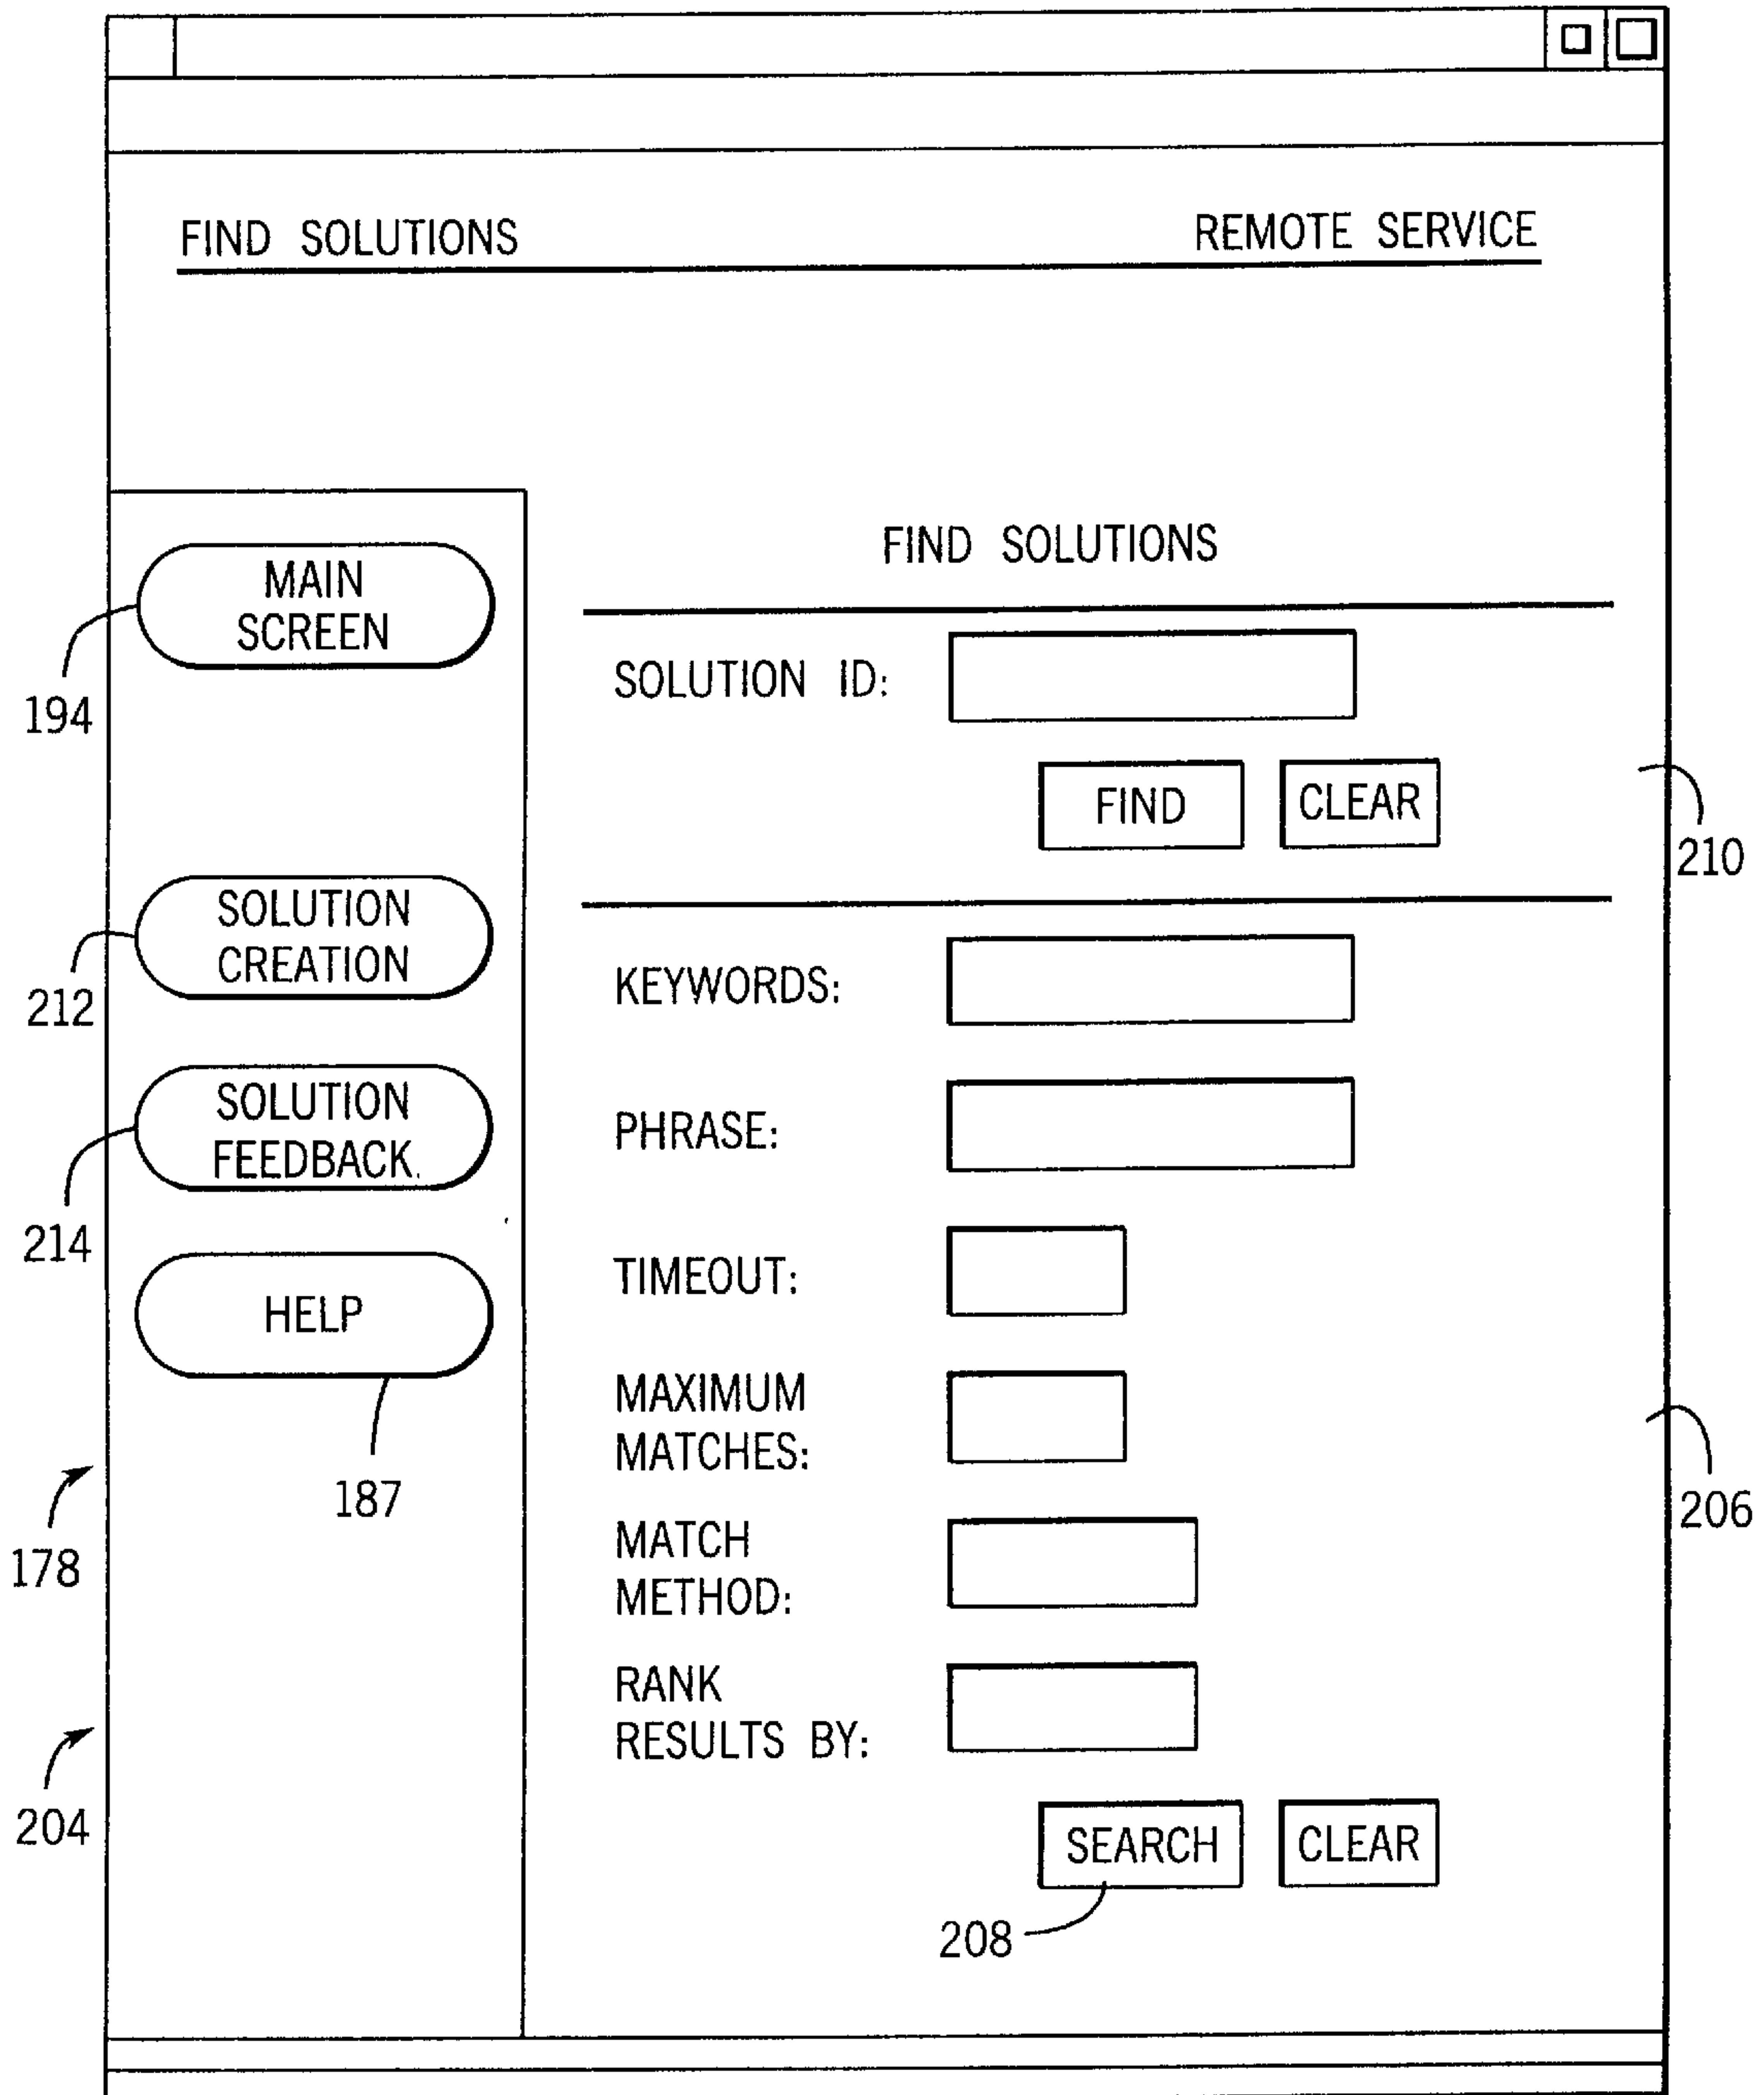 FIND SOLUTIONS
REMOTE SERVICE
MAIN
SCREEN
194
SOLUTION
CREATION
212
SOLUTION
FEEDBACK.
214
HELP
187
178
204
FIND SOLUTIONS
SOLUTION ID:
FIND
CLEAR
210
KEYWORDS:
PHRASE:
TIMEOUT:
MAXIMUM
MATCHES:
206
MATCH
METHOD:
RANK
RESULTS BY:
SEARCH
CLEAR
208